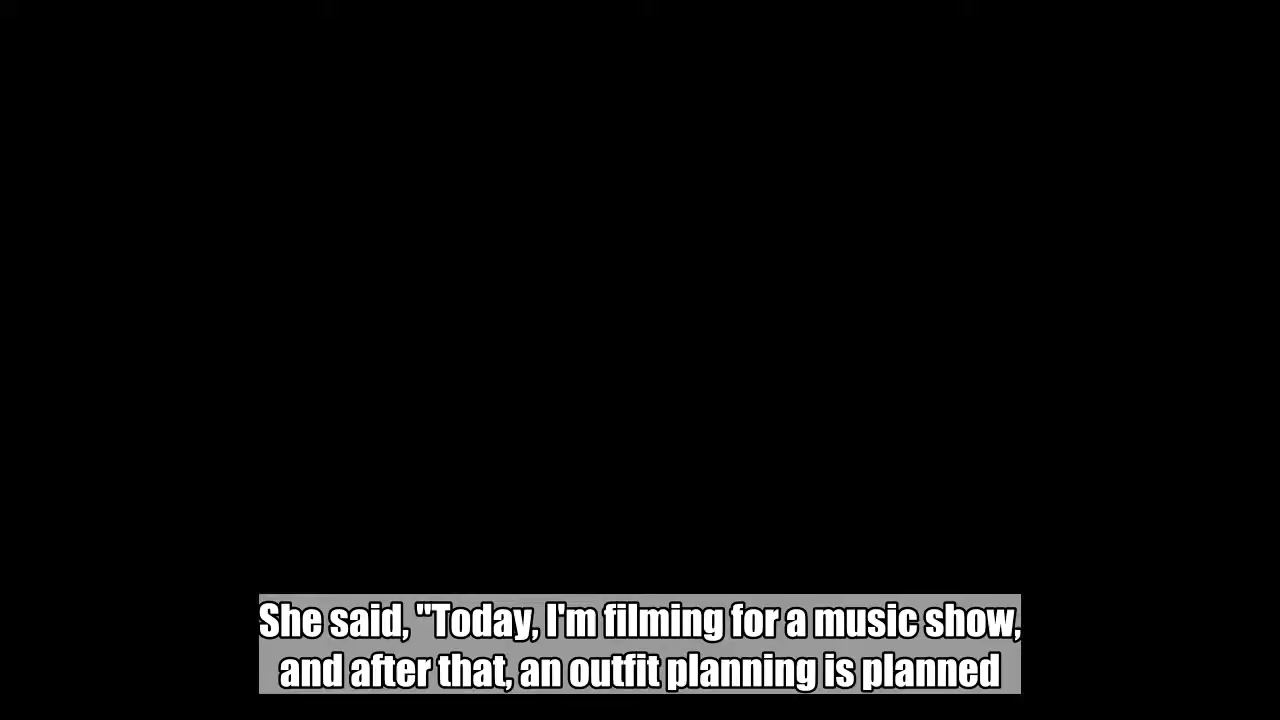 She said, "Today, I'm filming for a music show,
and after that, an outfit planning is planned